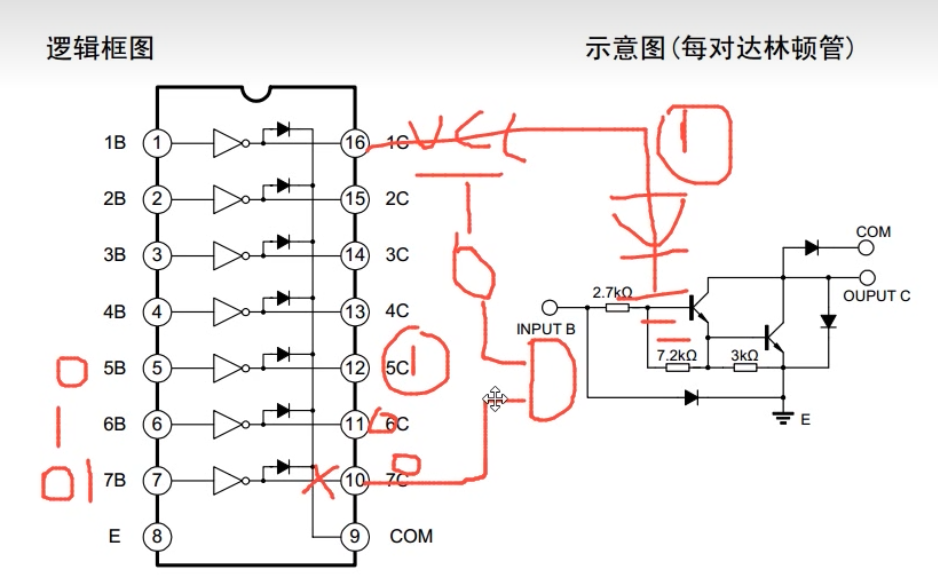 逻辑框图
示意图(每对达林顿管)
1B 1 16 1C VCC
2B 2 15 2C
3B 3 14 3C
4B 4 13 4C
0 5B 5 12 5C 1
1 6B 6 11 0 6C
0 1 7B 7 10 7C 0
E 8 9 COM
1
COM
2.7kΩ
OUPUT C
INPUT B
7.2kΩ 3kΩ
E